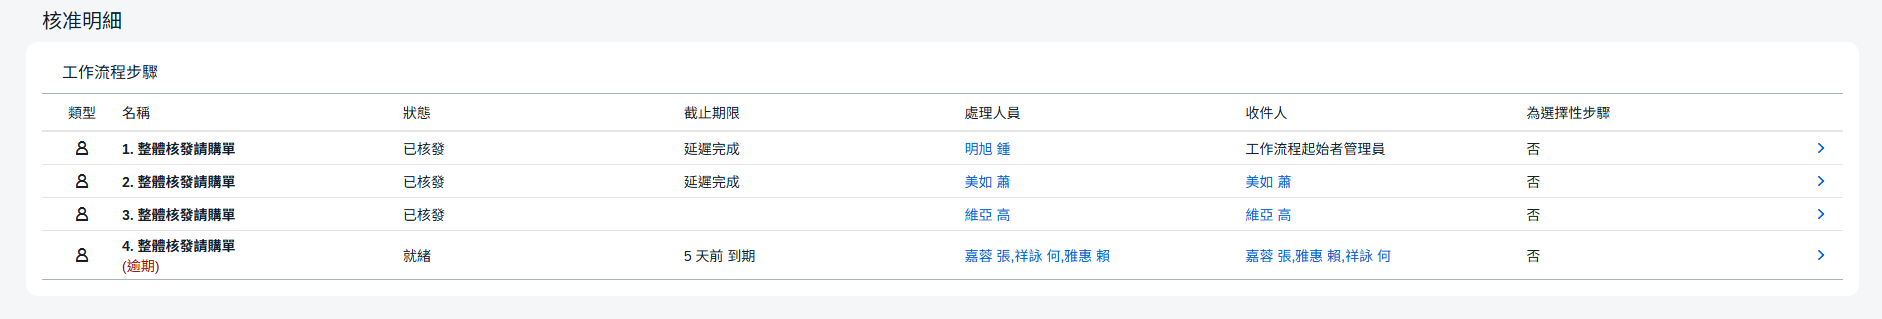 核准明細
工作流程步驟
類型 名稱 狀態 截止期限 處理人員 收件人 為選擇性步驟
1. 整體核發請購單 已核發 延遲完成 明旭 鍾 工作流程起始者管理員 否
2. 整體核發請購單 已核發 延遲完成 美如 蕭 美如 蕭 否
3. 整體核發請購單 已核發 維亞 高 維亞 高 否
4. 整體核發請購單 就緒 5 天前 到期 嘉蓉 張,祥詠 何,雅惠 賴 嘉蓉 張,雅惠 賴,祥詠 何 否
(逾期)